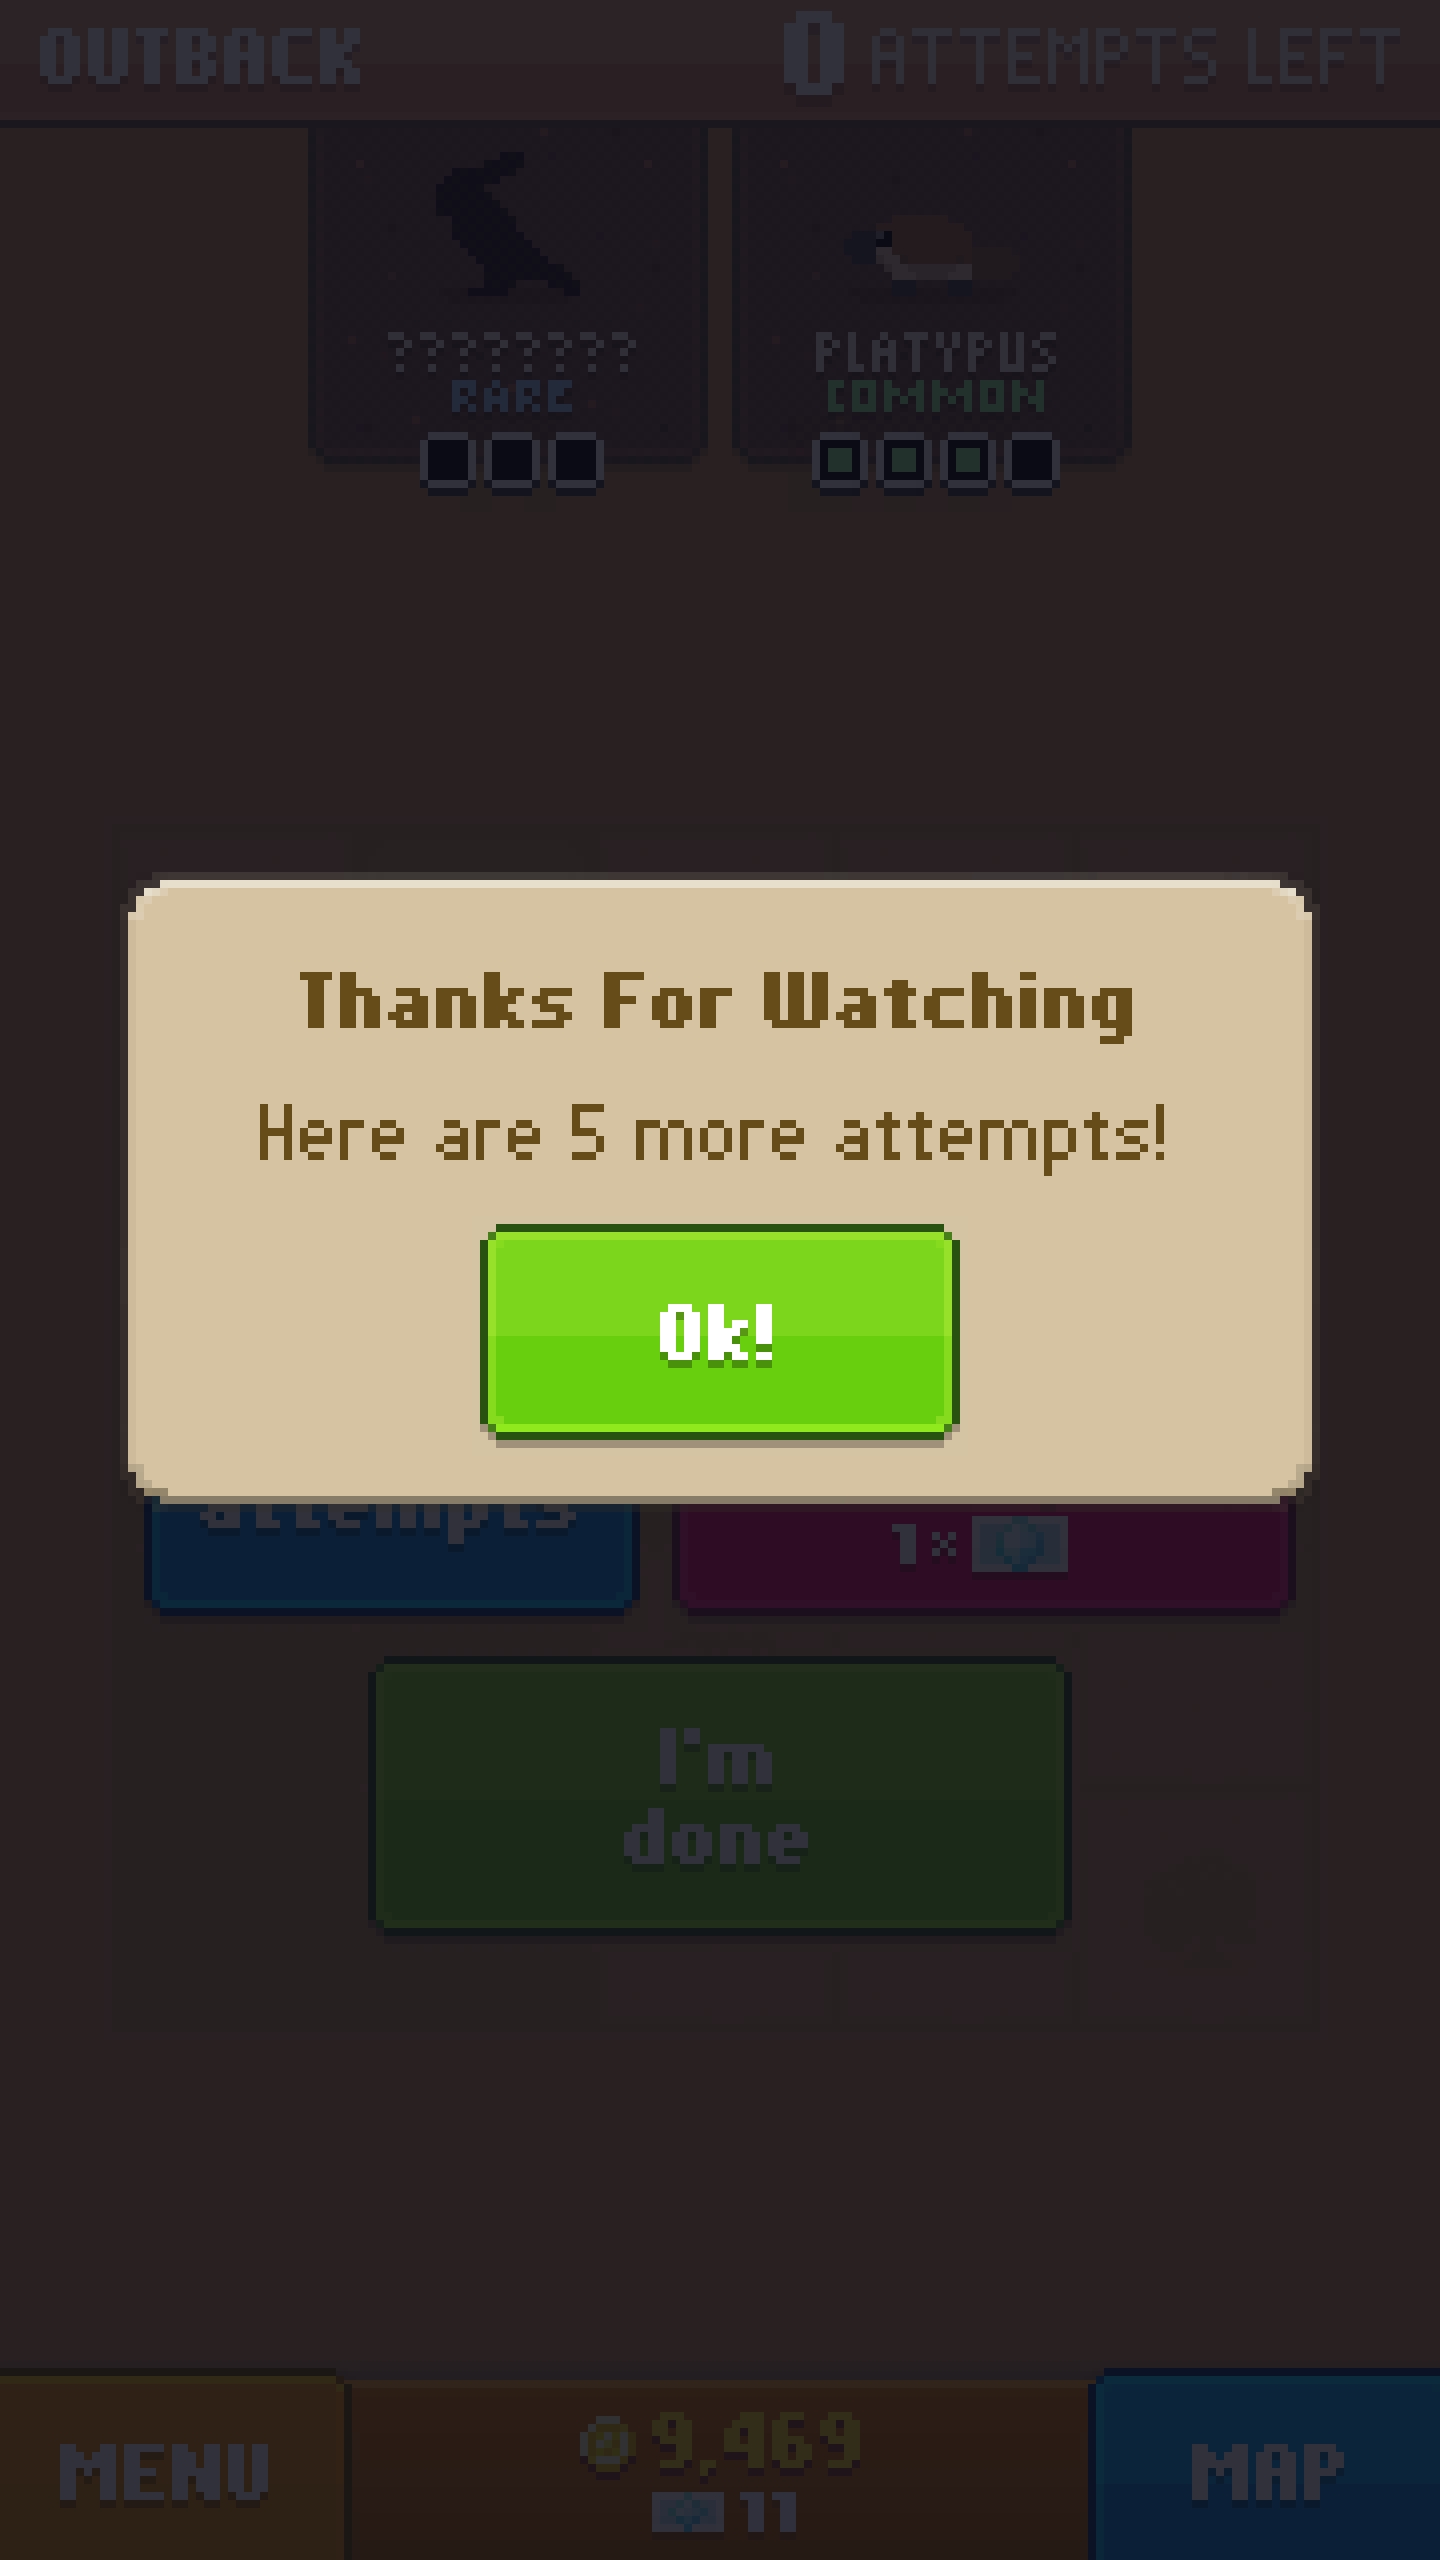 OUTBACK
0 ATTEMPTS LEFT
????????
RARE
PLATYPUS
COMMON
Thanks For Watching
Here are 5 more attempts!
Ok!
attempts
1×
I'm
done
MENU
9,469
11
MAP